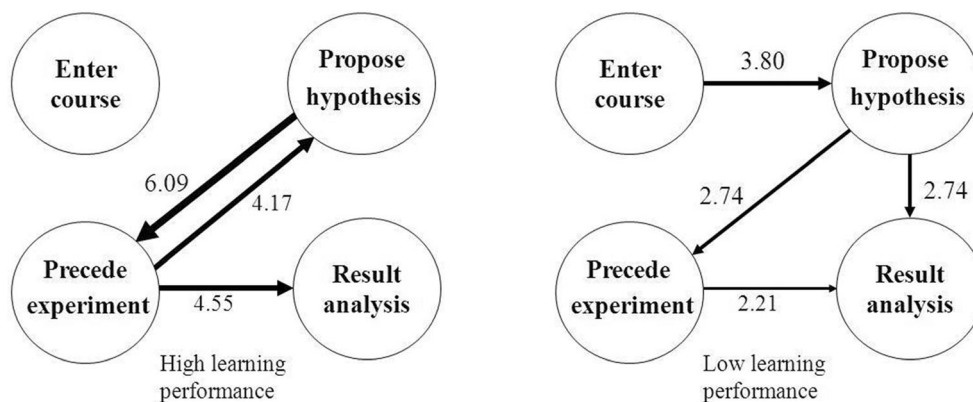 Enter
course
Propose
hypothesis
6.09
4.17
Precede
experiment
4.55
Result
analysis
High learning
performance
Enter
course
3.80
Propose
hypothesis
2.74
2.74
Precede
experiment
2.21
Result
analysis
Low learning
performance